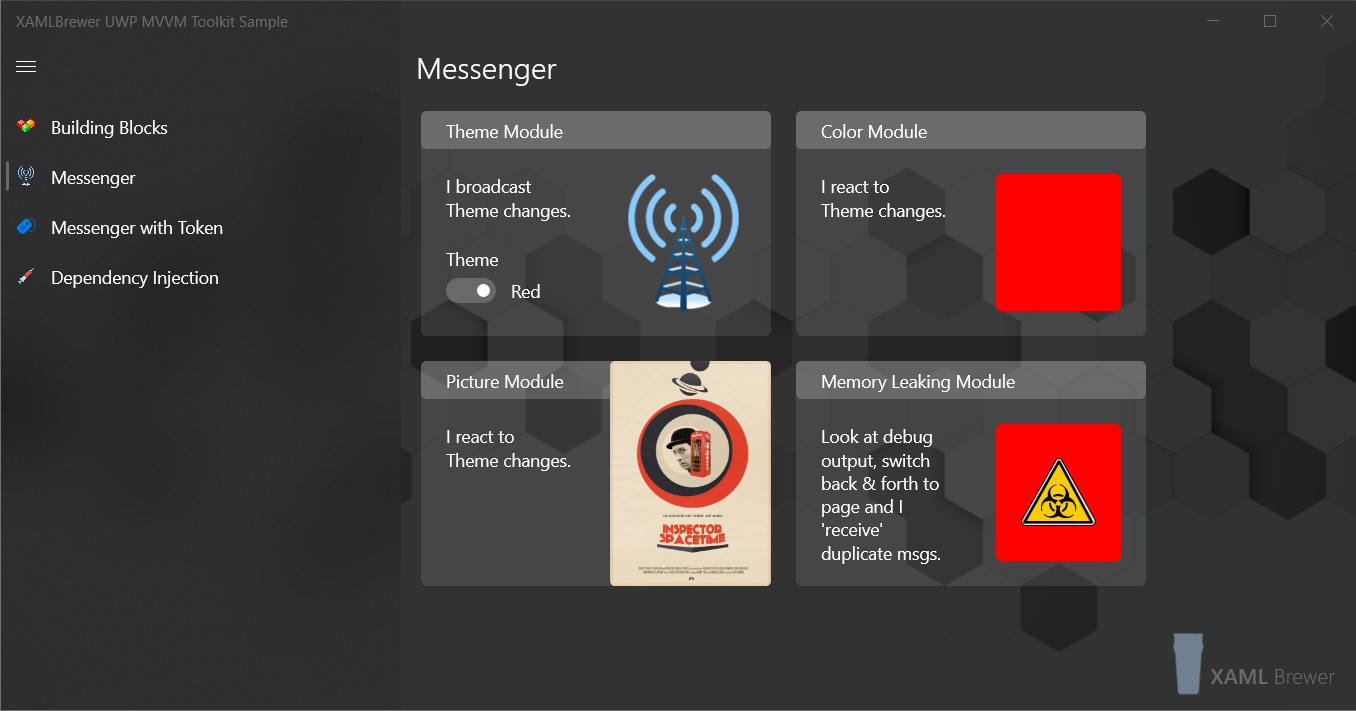 XAMLBrewer UWP MVVM Toolkit Sample
Building Blocks
Messenger
Messenger with Token
Dependency Injection
Messenger
Theme Module
I broadcast
Theme changes.
Theme
Red
Color Module
I react to
Theme changes.
Picture Module
I react to
Theme changes.
INSPECTOR
SPACETIME
Memory Leaking Module
Look at debug
output, switch
back & forth to
page and I
'receive'
duplicate msgs.
XAML Brewer